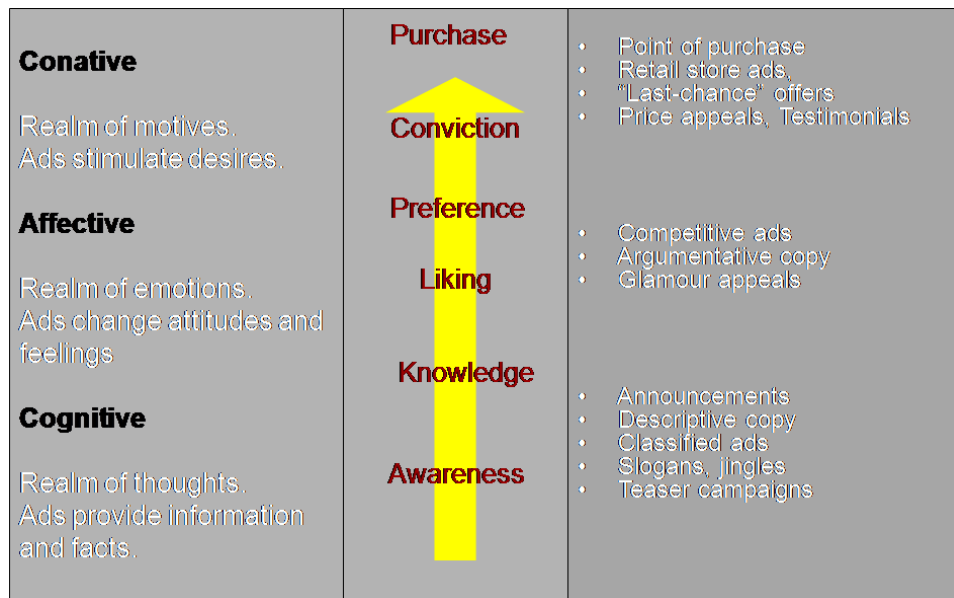 Conative
Realm of motives.
Ads stimulate desires.
Affective
Realm of emotions.
Ads change attitudes and
feelings
Cognitive
Realm of thoughts.
Ads provide information
and facts.
Purchase
Conviction
Preference
Liking
Knowledge
Awareness
• Point of purchase
• Retail store ads,
• “Last-chance” offers
• Price appeals, Testimonials
• Competitive ads
• Argumentative copy
• Glamour appeals
• Announcements
• Descriptive copy
• Classified ads
• Slogans, jingles
• Teaser campaigns